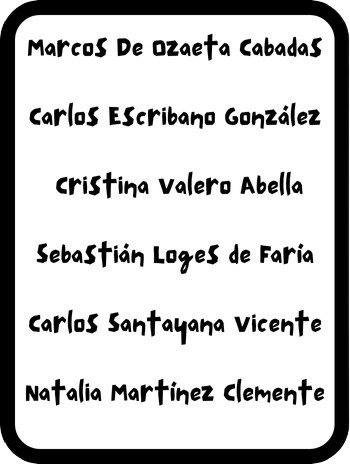 Marcos De Ozaeta Cabadas
Carlos Escribano González
Cristina Valero Abella
Sebastián Loges de Faría
Carlos Santayana Vicente
Natalia Martínez Clemente